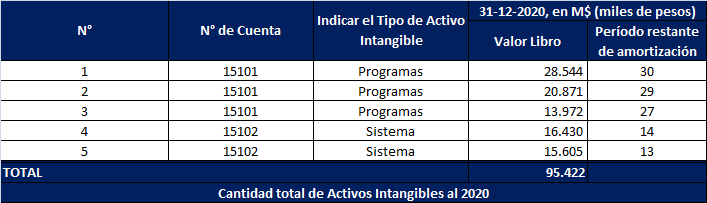 N° N° de Cuenta Indicar el Tipo de Activo Intangible 31-12-2020, en M$ (miles de pesos)
Valor Libro Período restante de amortización
1 15101 Programas 28.544 30
2 15101 Programas 20.871 29
3 15101 Programas 13.972 27
4 15102 Sistema 16.430 14
5 15102 Sistema 15.605 13
TOTAL 95.422
Cantidad total de Activos Intangibles al 2020